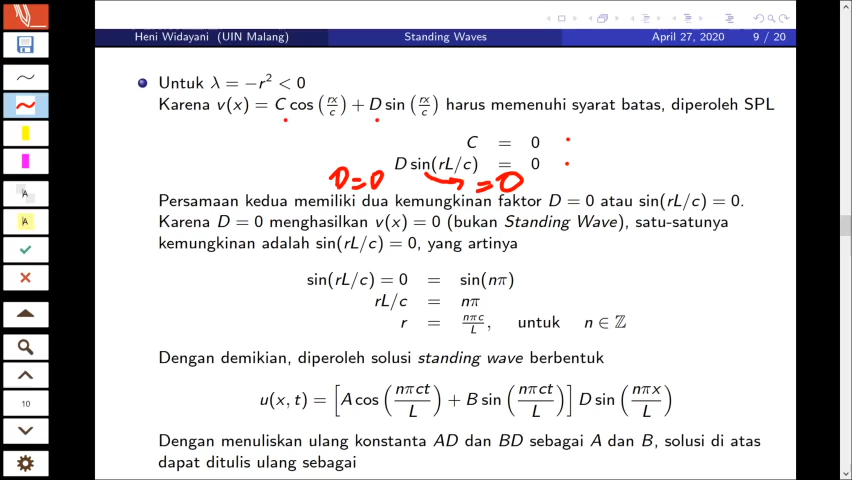 Heni Widayani (UIN Malang) Standing Waves April 27, 2020 9 / 20
Untuk λ = −r² < 0
Karena v(x) = C cos (rx/c) + D sin (rx/c) harus memenuhi syarat batas, diperoleh SPL
C = 0
D sin(rL/c) = 0
D=0 =0
Persamaan kedua memiliki dua kemungkinan faktor D = 0 atau sin(rL/c) = 0.
Karena D = 0 menghasilkan v(x) = 0 (bukan Standing Wave), satu-satunya
kemungkinan adalah sin(rL/c) = 0, yang artinya
sin(rL/c) = 0 = sin(nπ)
rL/c = nπ
r = nπc/L, untuk n ∈ ℤ
Dengan demikian, diperoleh solusi standing wave berbentuk
u(x, t) = [A cos (nπct/L) + B sin (nπct/L)] D sin (nπx/L)
Dengan menuliskan ulang konstanta AD dan BD sebagai A dan B, solusi di atas
dapat ditulis ulang sebagai
A
A
10